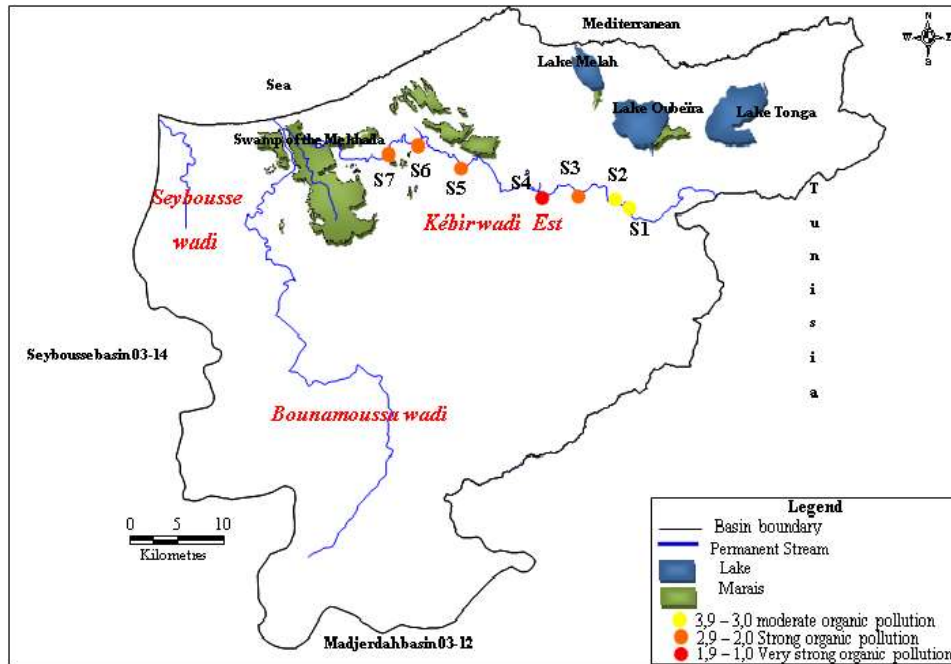 Mediterranean
N
W E
S
Lake Melah
Sea
Lake Oubeïra
Lake Tonga
Swamp of the Mekhada
S7
S6
S5
S4
S3
S2
S1
Seybousse
wadi
Kébir wadi Est
T
u
n
i
s
i
a
Seybousse basin 03-14
Bounamoussa wadi
0 5 10
Kilometres
Madjerdah basin 03-12
Legend
Basin boundary
Permanent Stream
Lake
Marais
3,9 – 3,0 moderate organic pollution
2,9 – 2,0 Strong organic pollution
1,9 – 1,0 Very strong organic pollution